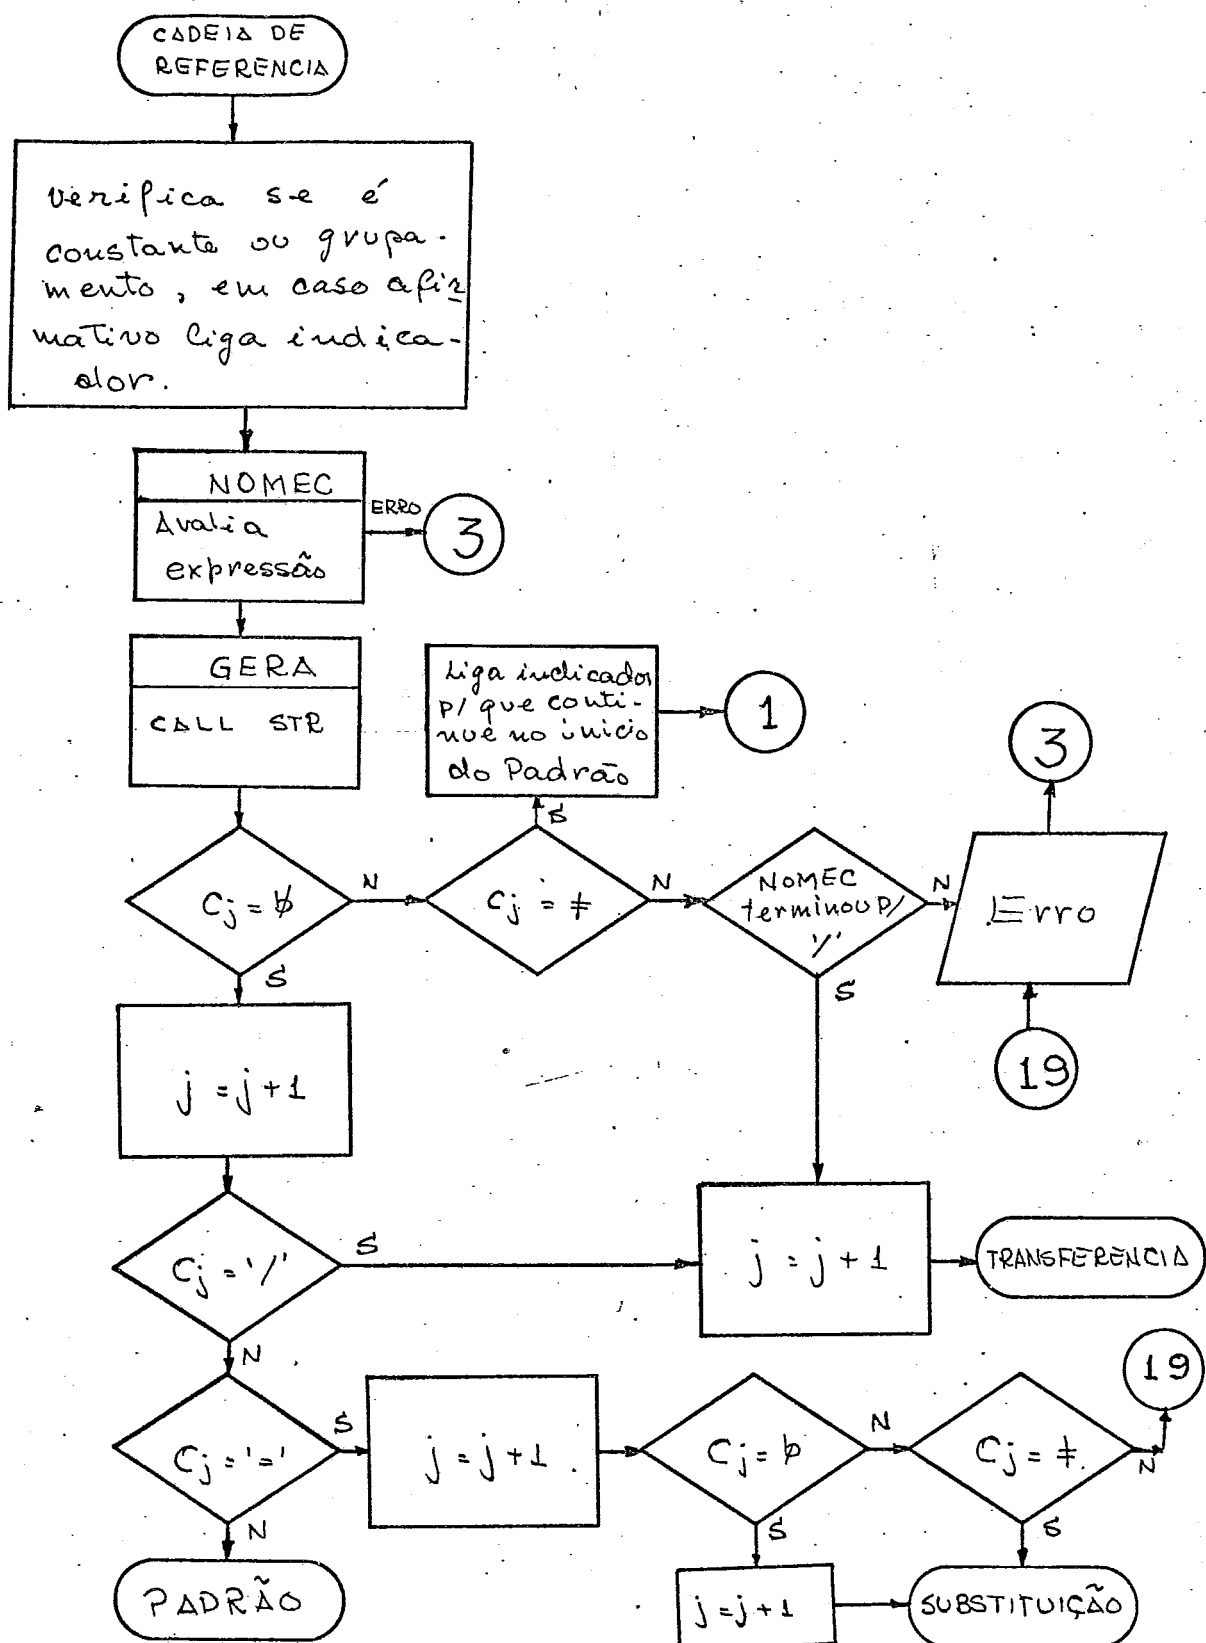 CADEIA DE
REFERENCIA
Verifica se é
constante ou grupa-
mento, em caso afir
mativo liga indica-
dor.
NOMEC
Avalia
expressão
ERRO
3
GERA
CALL STR
Liga indicador
p/ que conti-
nue no inicio
do Padrão
1
3
Cj = b̸
N
S
Cj = ‡
S
N
NOMEC
terminou p/
'/'
N
S
Erro
19
j = j + 1
Cj = '/'
S
N
j = j + 1
TRANSFERENCIA
Cj = '='
S
N
j = j + 1
Cj = b̸
N
S
Cj = ‡
N
S
19
PADRÃO
j = j + 1
SUBSTITUIÇÃO